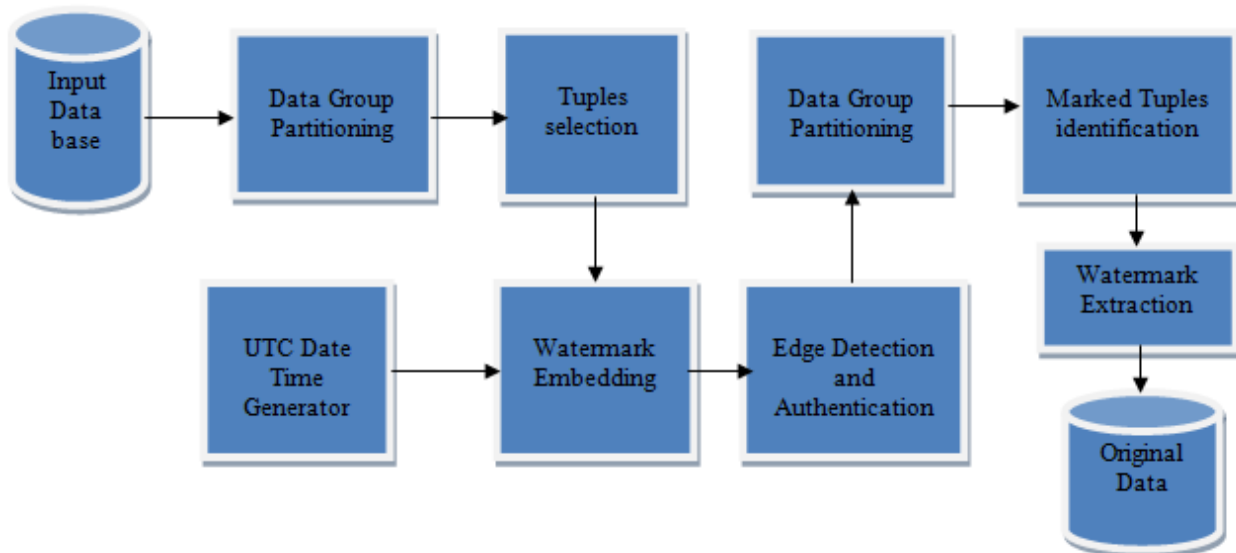 Input
Data
base
Data Group
Partitioning
Tuples
selection
Data Group
Partitioning
Marked Tuples
identification
UTC Date
Time
Generator
Watermark
Embedding
Edge Detection
and
Authentication
Watermark
Extraction
Original
Data